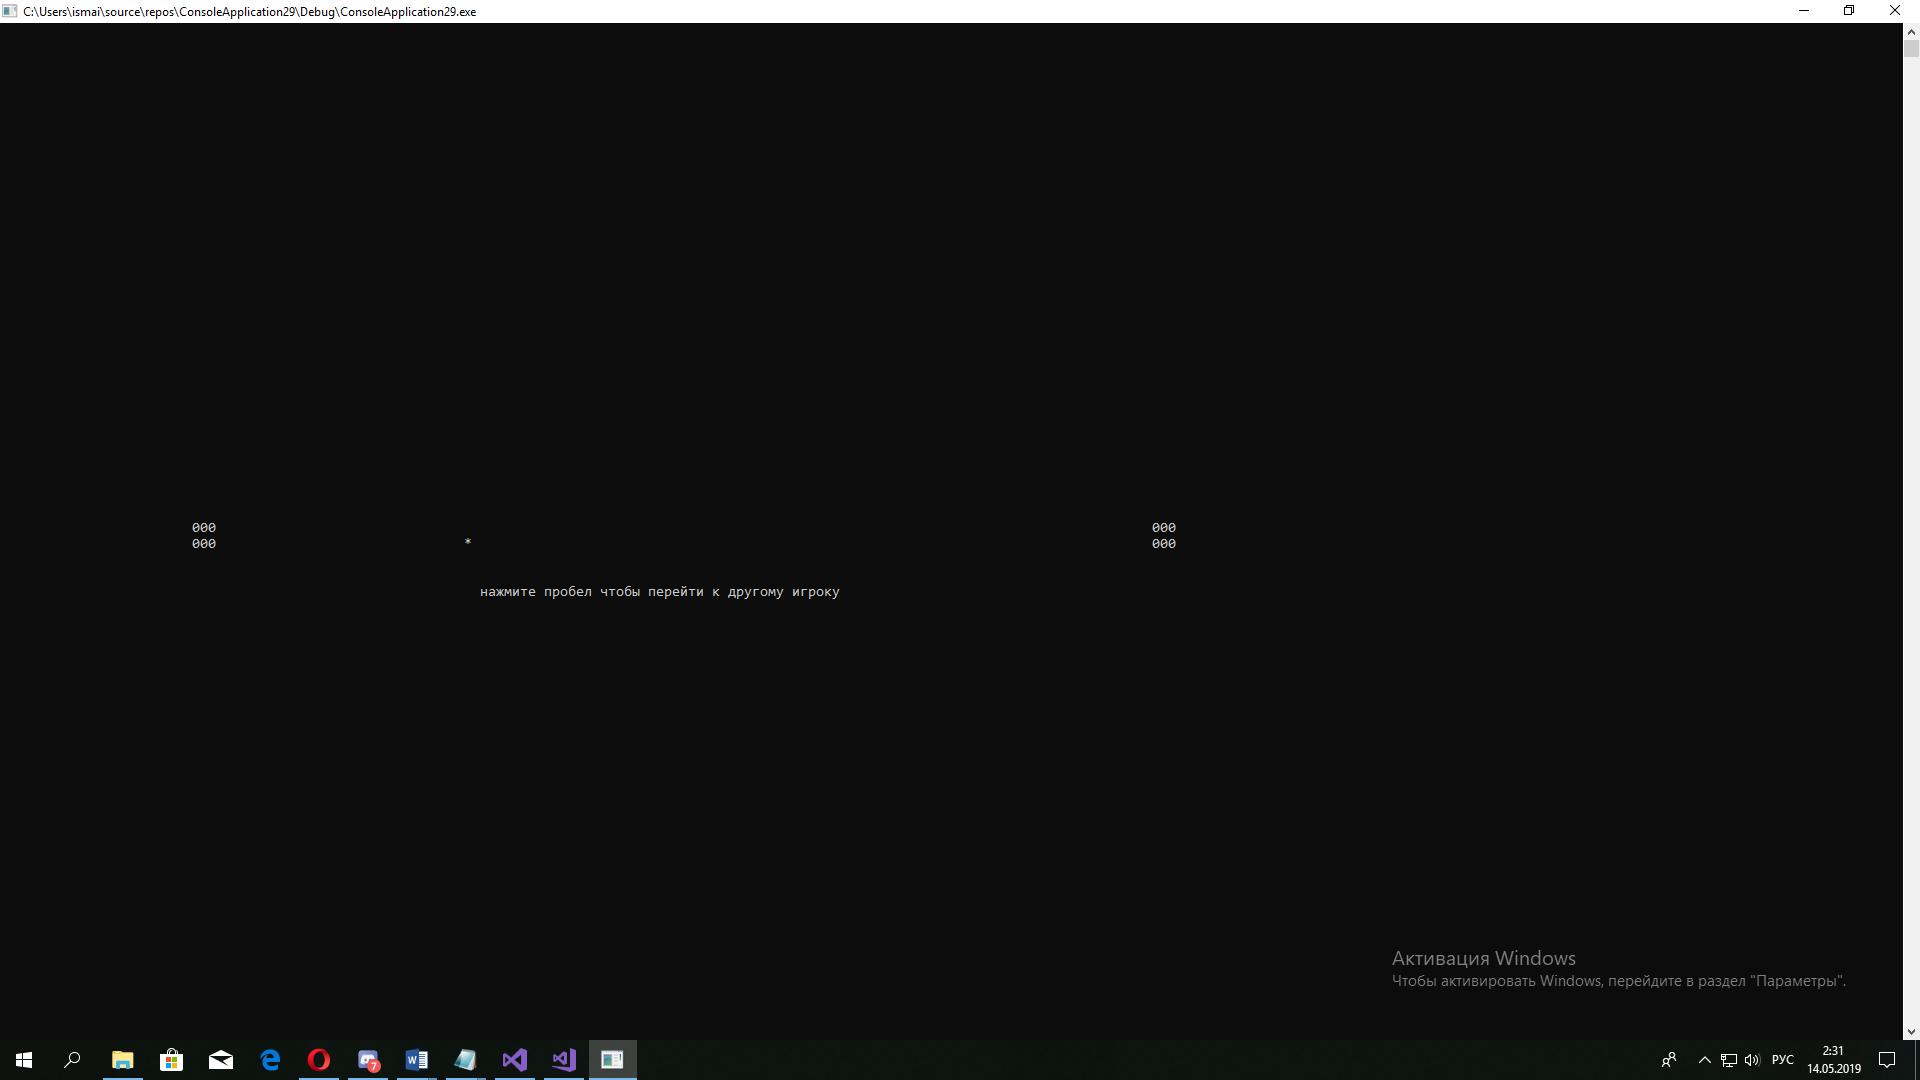 C:\Users\ismai\source\repos\ConsoleApplication29\Debug\ConsoleApplication29.exe
000 000
000 * 000
нажмите пробел чтобы перейти к другому игроку
Активация Windows
Чтобы активировать Windows, перейдите в раздел "Параметры".
7
РУС
2:31
14.05.2019